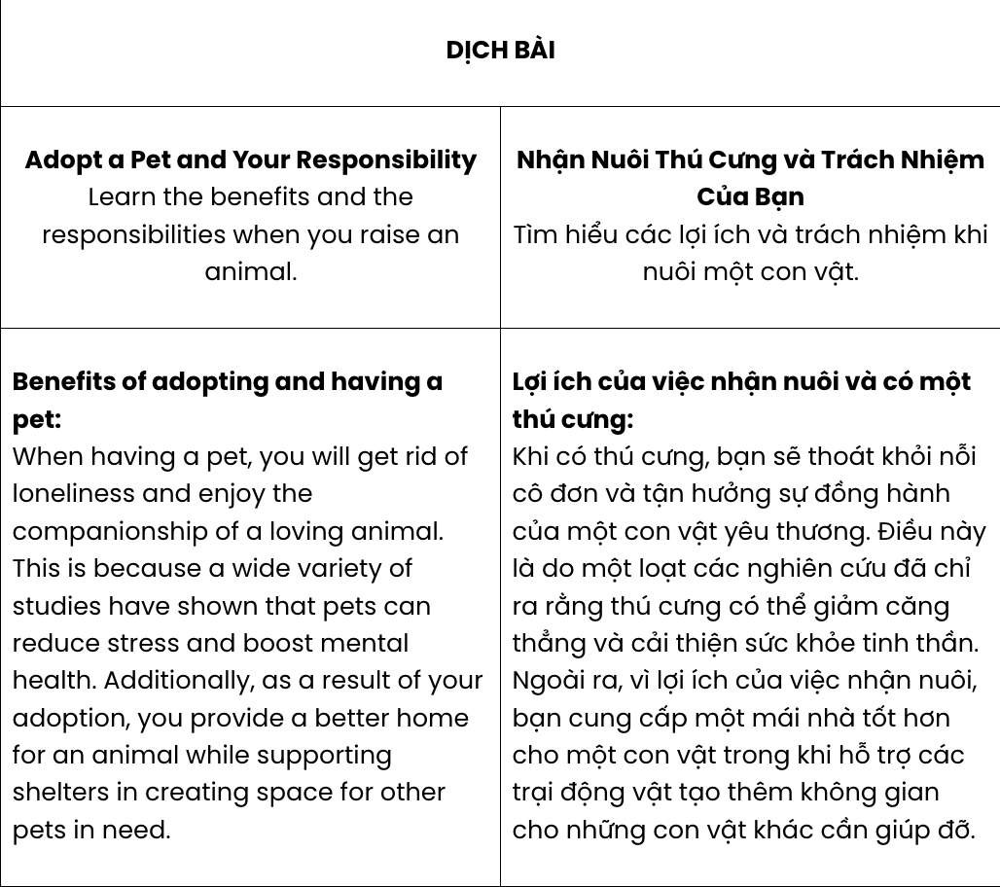 DỊCH BÀI
Adopt a Pet and Your Responsibility
Learn the benefits and the
responsibilities when you raise an
animal.
Nhận Nuôi Thú Cưng và Trách Nhiệm
Của Bạn
Tìm hiểu các lợi ích và trách nhiệm khi
nuôi một con vật.
Benefits of adopting and having a
pet:
When having a pet, you will get rid of
loneliness and enjoy the
companionship of a loving animal.
This is because a wide variety of
studies have shown that pets can
reduce stress and boost mental
health. Additionally, as a result of your
adoption, you provide a better home
for an animal while supporting
shelters in creating space for other
pets in need.
Lợi ích của việc nhận nuôi và có một
thú cưng:
Khi có thú cưng, bạn sẽ thoát khỏi nỗi
cô đơn và tận hưởng sự đồng hành
của một con vật yêu thương. Điều này
là do một loạt các nghiên cứu đã chỉ
ra rằng thú cưng có thể giảm căng
thẳng và cải thiện sức khỏe tinh thần.
Ngoài ra, vì lợi ích của việc nhận nuôi,
bạn cung cấp một mái nhà tốt hơn
cho một con vật trong khi hỗ trợ các
trại động vật tạo thêm không gian
cho những con vật khác cần giúp đỡ.